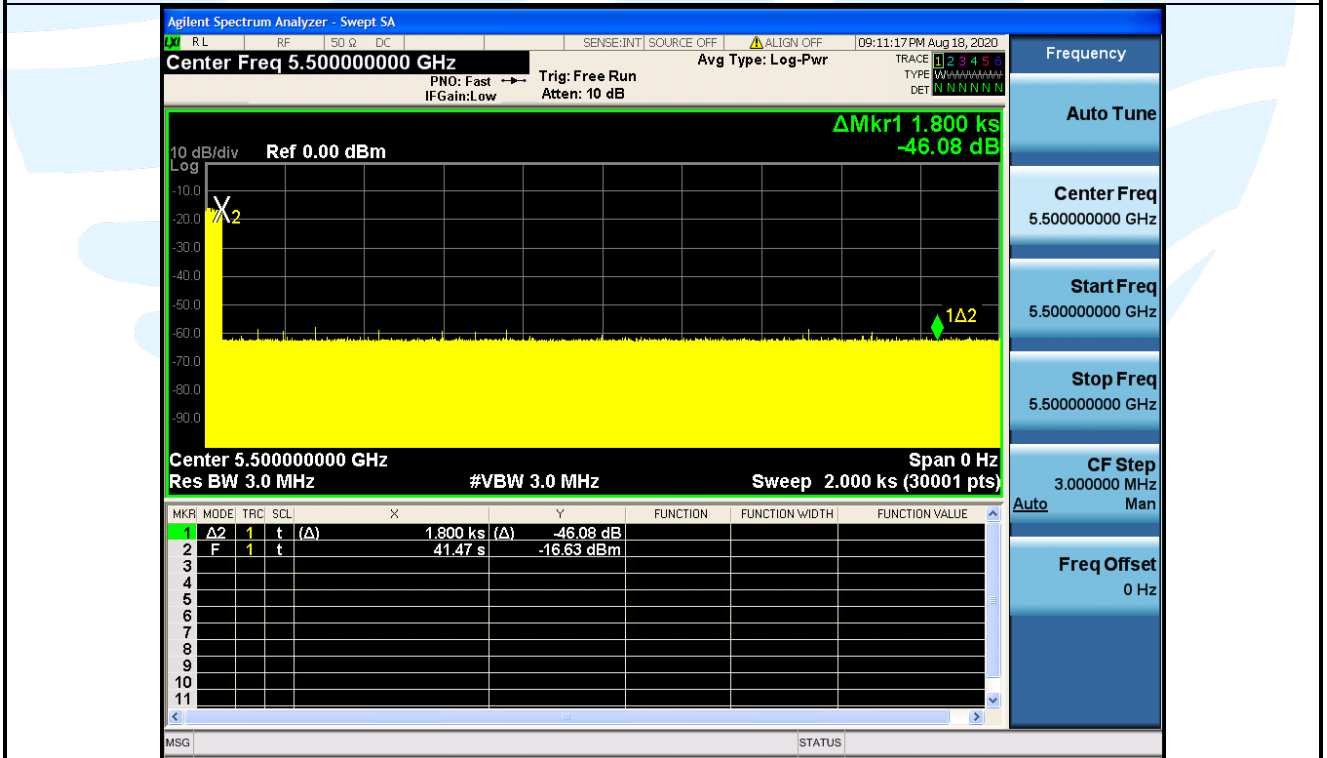 Agilent Spectrum Analyzer - Swept SA
LXI RL RF 50 Ω DC SENSE:INT SOURCE OFF ⚠ ALIGN OFF 09:11:17 PM Aug 18, 2020
Center Freq 5.500000000 GHz
PNO: Fast
IFGain:Low
Trig: Free Run
Atten: 10 dB
Avg Type: Log-Pwr
TRACE 1 2 3 4 5 6
TYPE WWWWWW
DET N N N N N N
ΔMkr1 1.800 ks
-46.08 dB
10 dB/div Ref 0.00 dBm
Log
-10.0
-20.0
-30.0
-40.0
-50.0
-60.0
-70.0
-80.0
-90.0
X2
1Δ2
Center 5.500000000 GHz Span 0 Hz
Res BW 3.0 MHz #VBW 3.0 MHz Sweep 2.000 ks (30001 pts)
MKR MODE TRC SCL X Y FUNCTION FUNCTION WIDTH FUNCTION VALUE
1 Δ2 1 t (Δ) 1.800 ks (Δ) -46.08 dB
2 F 1 t 41.47 s -16.63 dBm
3
4
5
6
7
8
9
10
11
MSG STATUS
Frequency
Auto Tune
Center Freq
5.500000000 GHz
Start Freq
5.500000000 GHz
Stop Freq
5.500000000 GHz
CF Step
3.000000 MHz
Auto Man
Freq Offset
0 Hz